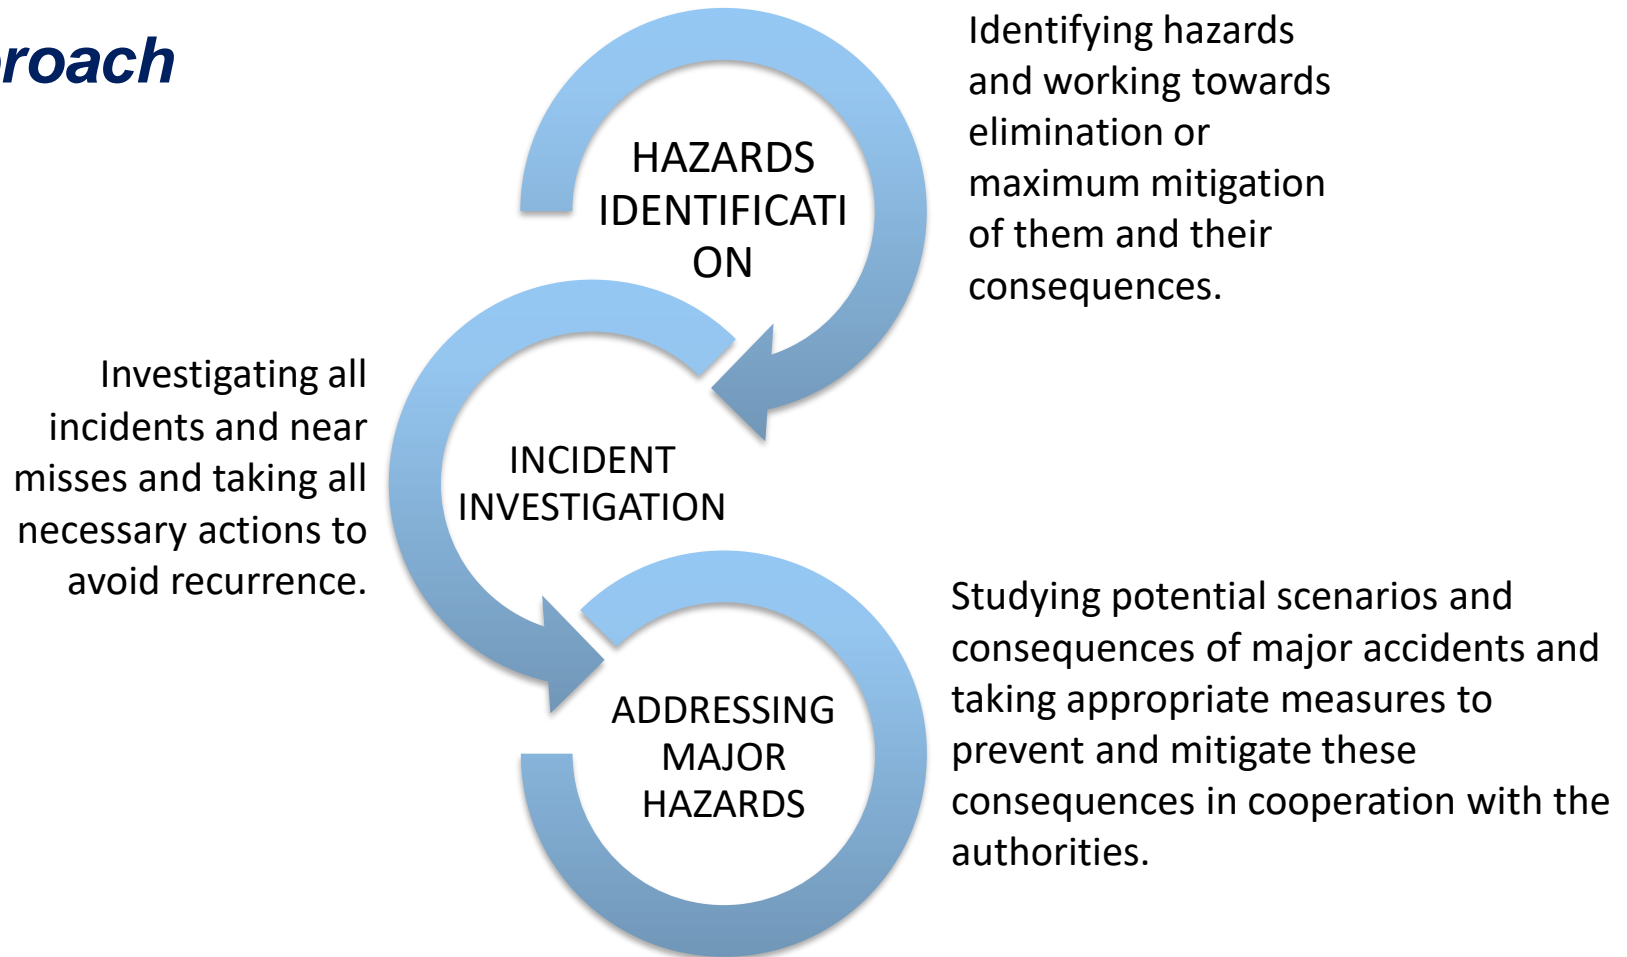 roach
HAZARDS
IDENTIFICATI
ON
Identifying hazards
and working towards
elimination or
maximum mitigation
of them and their
consequences.
Investigating all
incidents and near
misses and taking all
necessary actions to
avoid recurrence.
INCIDENT
INVESTIGATION
ADDRESSING
MAJOR
HAZARDS
Studying potential scenarios and
consequences of major accidents and
taking appropriate measures to
prevent and mitigate these
consequences in cooperation with the
authorities.